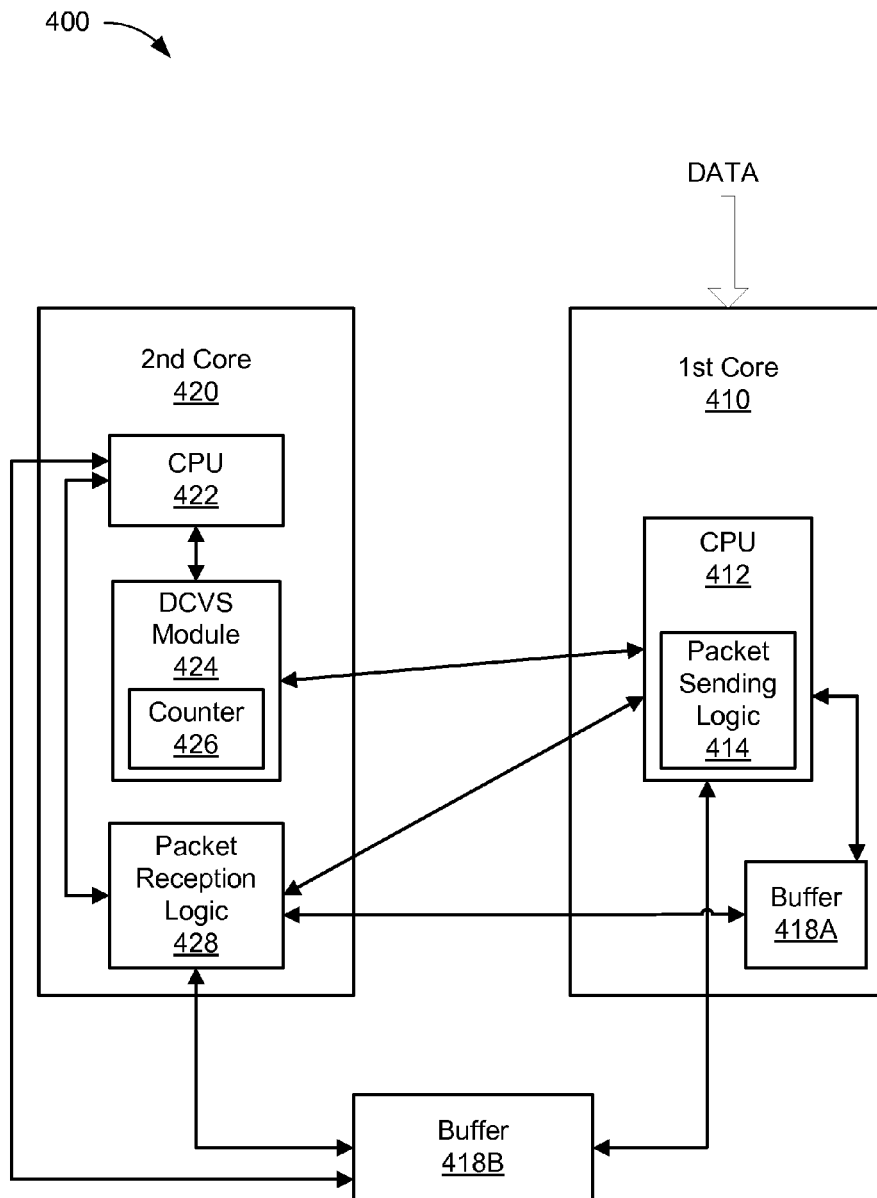 400
DATA
2nd Core
420
CPU
422
DCVS
Module
424
Counter
426
Packet
Reception
Logic
428
1st Core
410
CPU
412
Packet
Sending
Logic
414
Buffer
418A
Buffer
418B